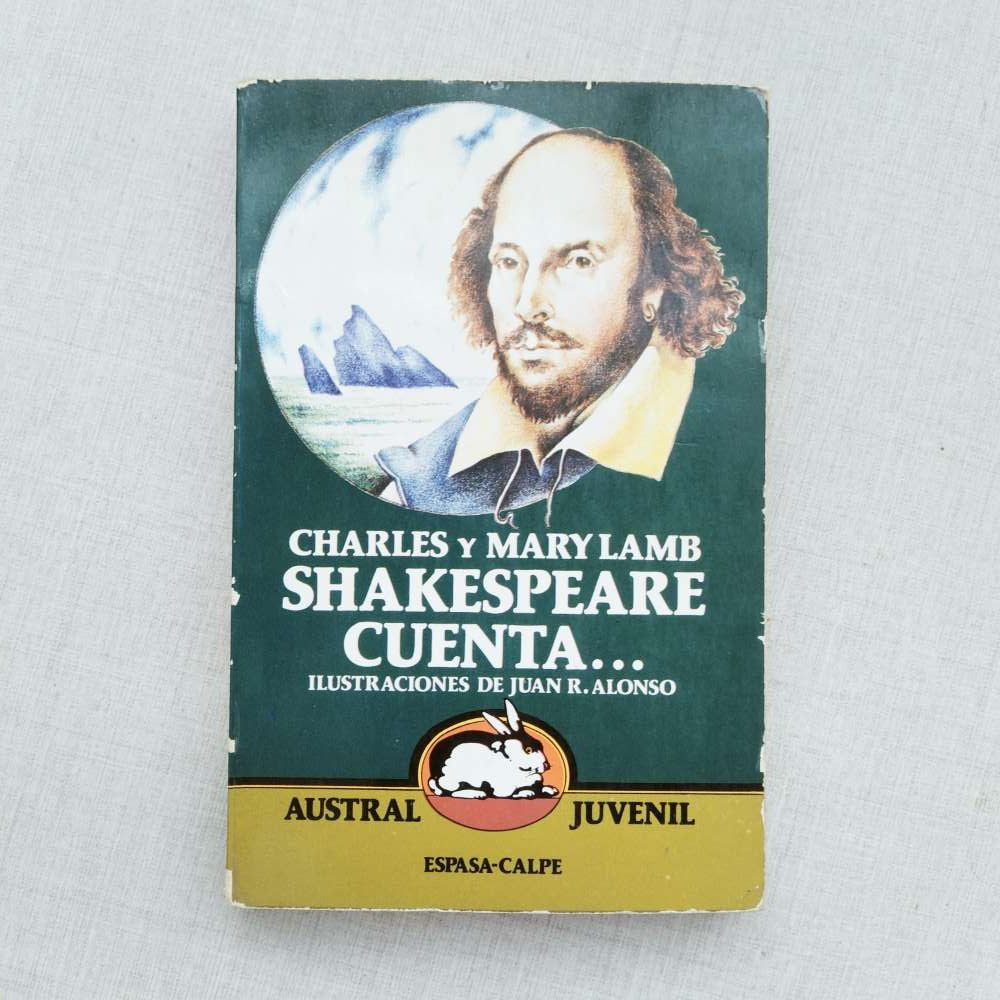 CHARLES Y MARY LAMB
SHAKESPEARE
CUENTA...
ILUSTRACIONES DE JUAN R. ALONSO
AUSTRAL JUVENIL
ESPASA-CALPE